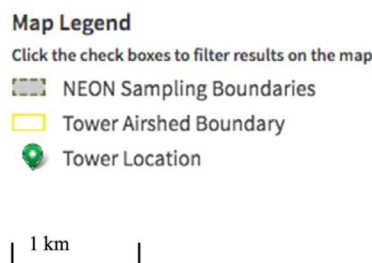 Map Legend
Click the check boxes to filter results on the map
NEON Sampling Boundaries
Tower Airshed Boundary
Tower Location
1 km